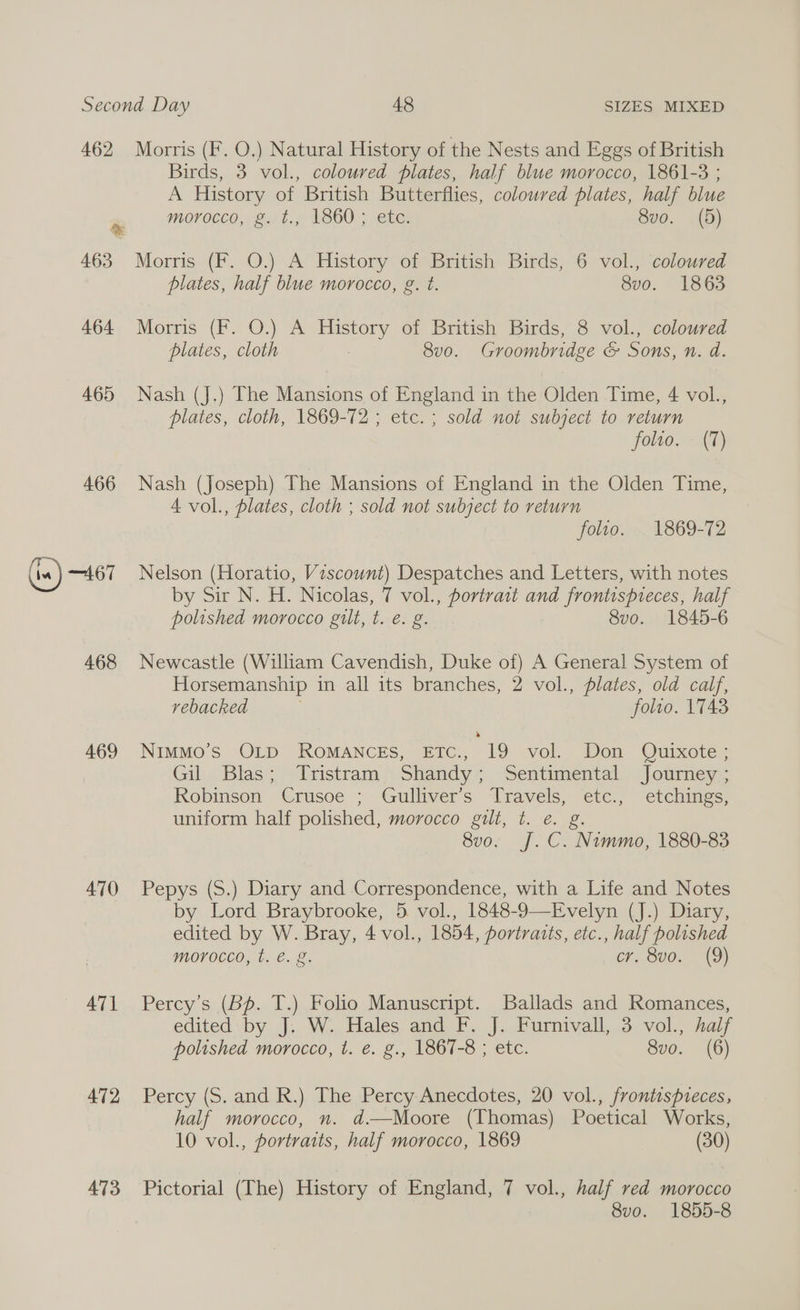 Second Day 48 SIZES MIXED
462 Morris (F. O.) Natural History of the Nests and Eggs of British
Birds, 3 vol., coloured plates, half blue morocco, 1861-3 ;
A History of British Butterflies, coloured plates, half blue
morocco, g. t., 1860 ; etc. 8vo. (5)
463 Morris (F. O.) A History of British Birds, 6 vol., coloured
plates, half blue morocco, g. t. 8vo. 1863
464 Morris (F. O.) A History of British Birds, 8 vol., coloured
plates, cloth 8vo. Groombridge & Sons, n. d.
465 Nash (J.) The Mansions of England in the Olden Time, 4 vol.,
plates, cloth, 1869-72 ; etc. ; sold not subject to return
folio. (7)
466 Nash (Joseph) The Mansions of England in the Olden Time,
4 vol., plates, cloth ; sold not subject to return
folio. 1869-72
(in) —467 Nelson (Horatio, Viscount) Despatches and Letters, with notes
by Sir N. H. Nicolas, 7 vol., portrait and frontispieces, half
polished morocco gilt, t. e. g. 8vo. 1845-6
468 Newcastle (William Cavendish, Duke of) A General System of
Horsemanship in all its branches, 2 vol., plates, old calf,
rebacked folio. 1743
469 NIMMO'S OLD ROMANCES, ETC., 19 vol. Don Quixote ;
Gil Blas ; Tristram Shandy ; Sentimental Journey ;
Robinson Crusoe ; Gulliver's Travels, etc., etchings,
uniform half polished, morocco gilt, t. e. g.
8vo. J. C. Nimmo, 1880-83
470 Pepys (S.) Diary and Correspondence, with a Life and Notes
by Lord Braybrooke, 5 vol., 1848-9—Evelyn (J.) Diary,
edited by W. Bray, 4 vol., 1854, portraits, etc., half polished
morocco, t. e. g. cr. 8vo. (9)
471 Percy's (Bp. T.) Folio Manuscript. Ballads and Romances,
edited by J. W. Hales and F. J. Furnivall, 3 vol., half
polished morocco, t. e. g., 1867-8 ; etc. 8vo. (6)
472 Percy (S. and R.) The Percy Anecdotes, 20 vol., frontispieces,
half morocco, n. d.—Moore (Thomas) Poetical Works,
10 vol., portraits, half morocco, 1869 (30)
473 Pictorial (The) History of England, 7 vol., half red morocco
8vo. 1855-8